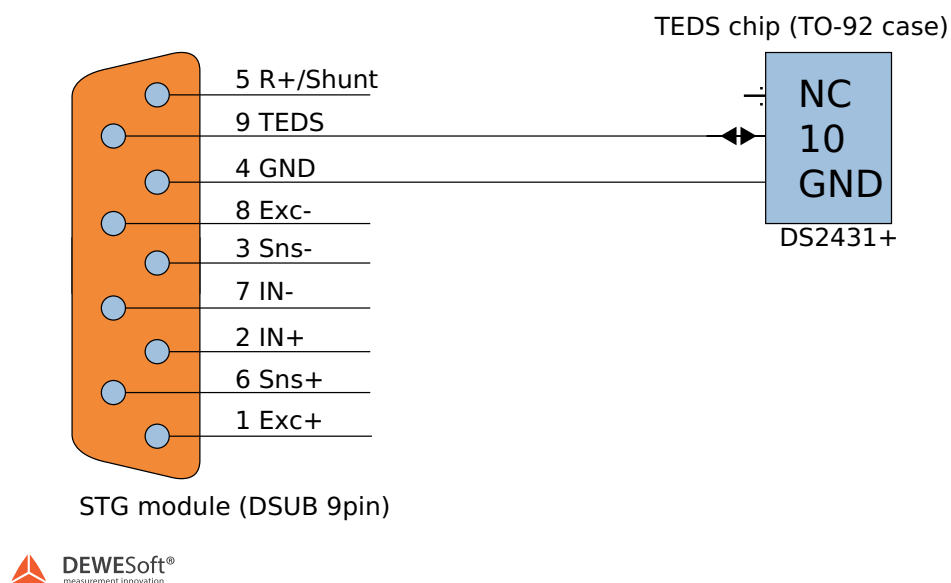 TEDS chip (TO-92 case)
5 R+/Shunt
9 TEDS
4 GND
8 Exc-
3 Sns-
7 IN-
2 IN+
6 Sns+
1 Exc+
NC
10
GND
DS2431+
STG module (DSUB 9pin)
DEWESoft®
measurement innovation